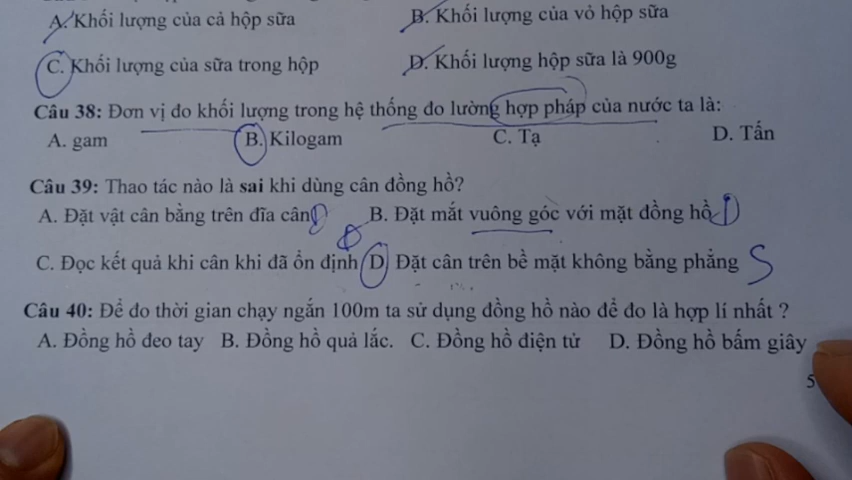 A. Khối lượng của cả hộp sữa B. Khối lượng của vỏ hộp sữa
C. Khối lượng của sữa trong hộp D. Khối lượng hộp sữa là 900g
Câu 38: Đơn vị đo khối lượng trong hệ thống đo lường hợp pháp của nước ta là:
A. gam B. Kilogam C. Tạ D. Tấn
Câu 39: Thao tác nào là sai khi dùng cân đồng hồ?
A. Đặt vật cân bằng trên đĩa cân Đ B. Đặt mắt vuông góc với mặt đồng hồ Đ
C. Đọc kết quả khi cân khi đã ổn định Đ D. Đặt cân trên bề mặt không bằng phẳng S
Câu 40: Để đo thời gian chạy ngắn 100m ta sử dụng đồng hồ nào để đo là hợp lí nhất ?
A. Đồng hồ đeo tay B. Đồng hồ quả lắc. C. Đồng hồ điện tử D. Đồng hồ bấm giây
5